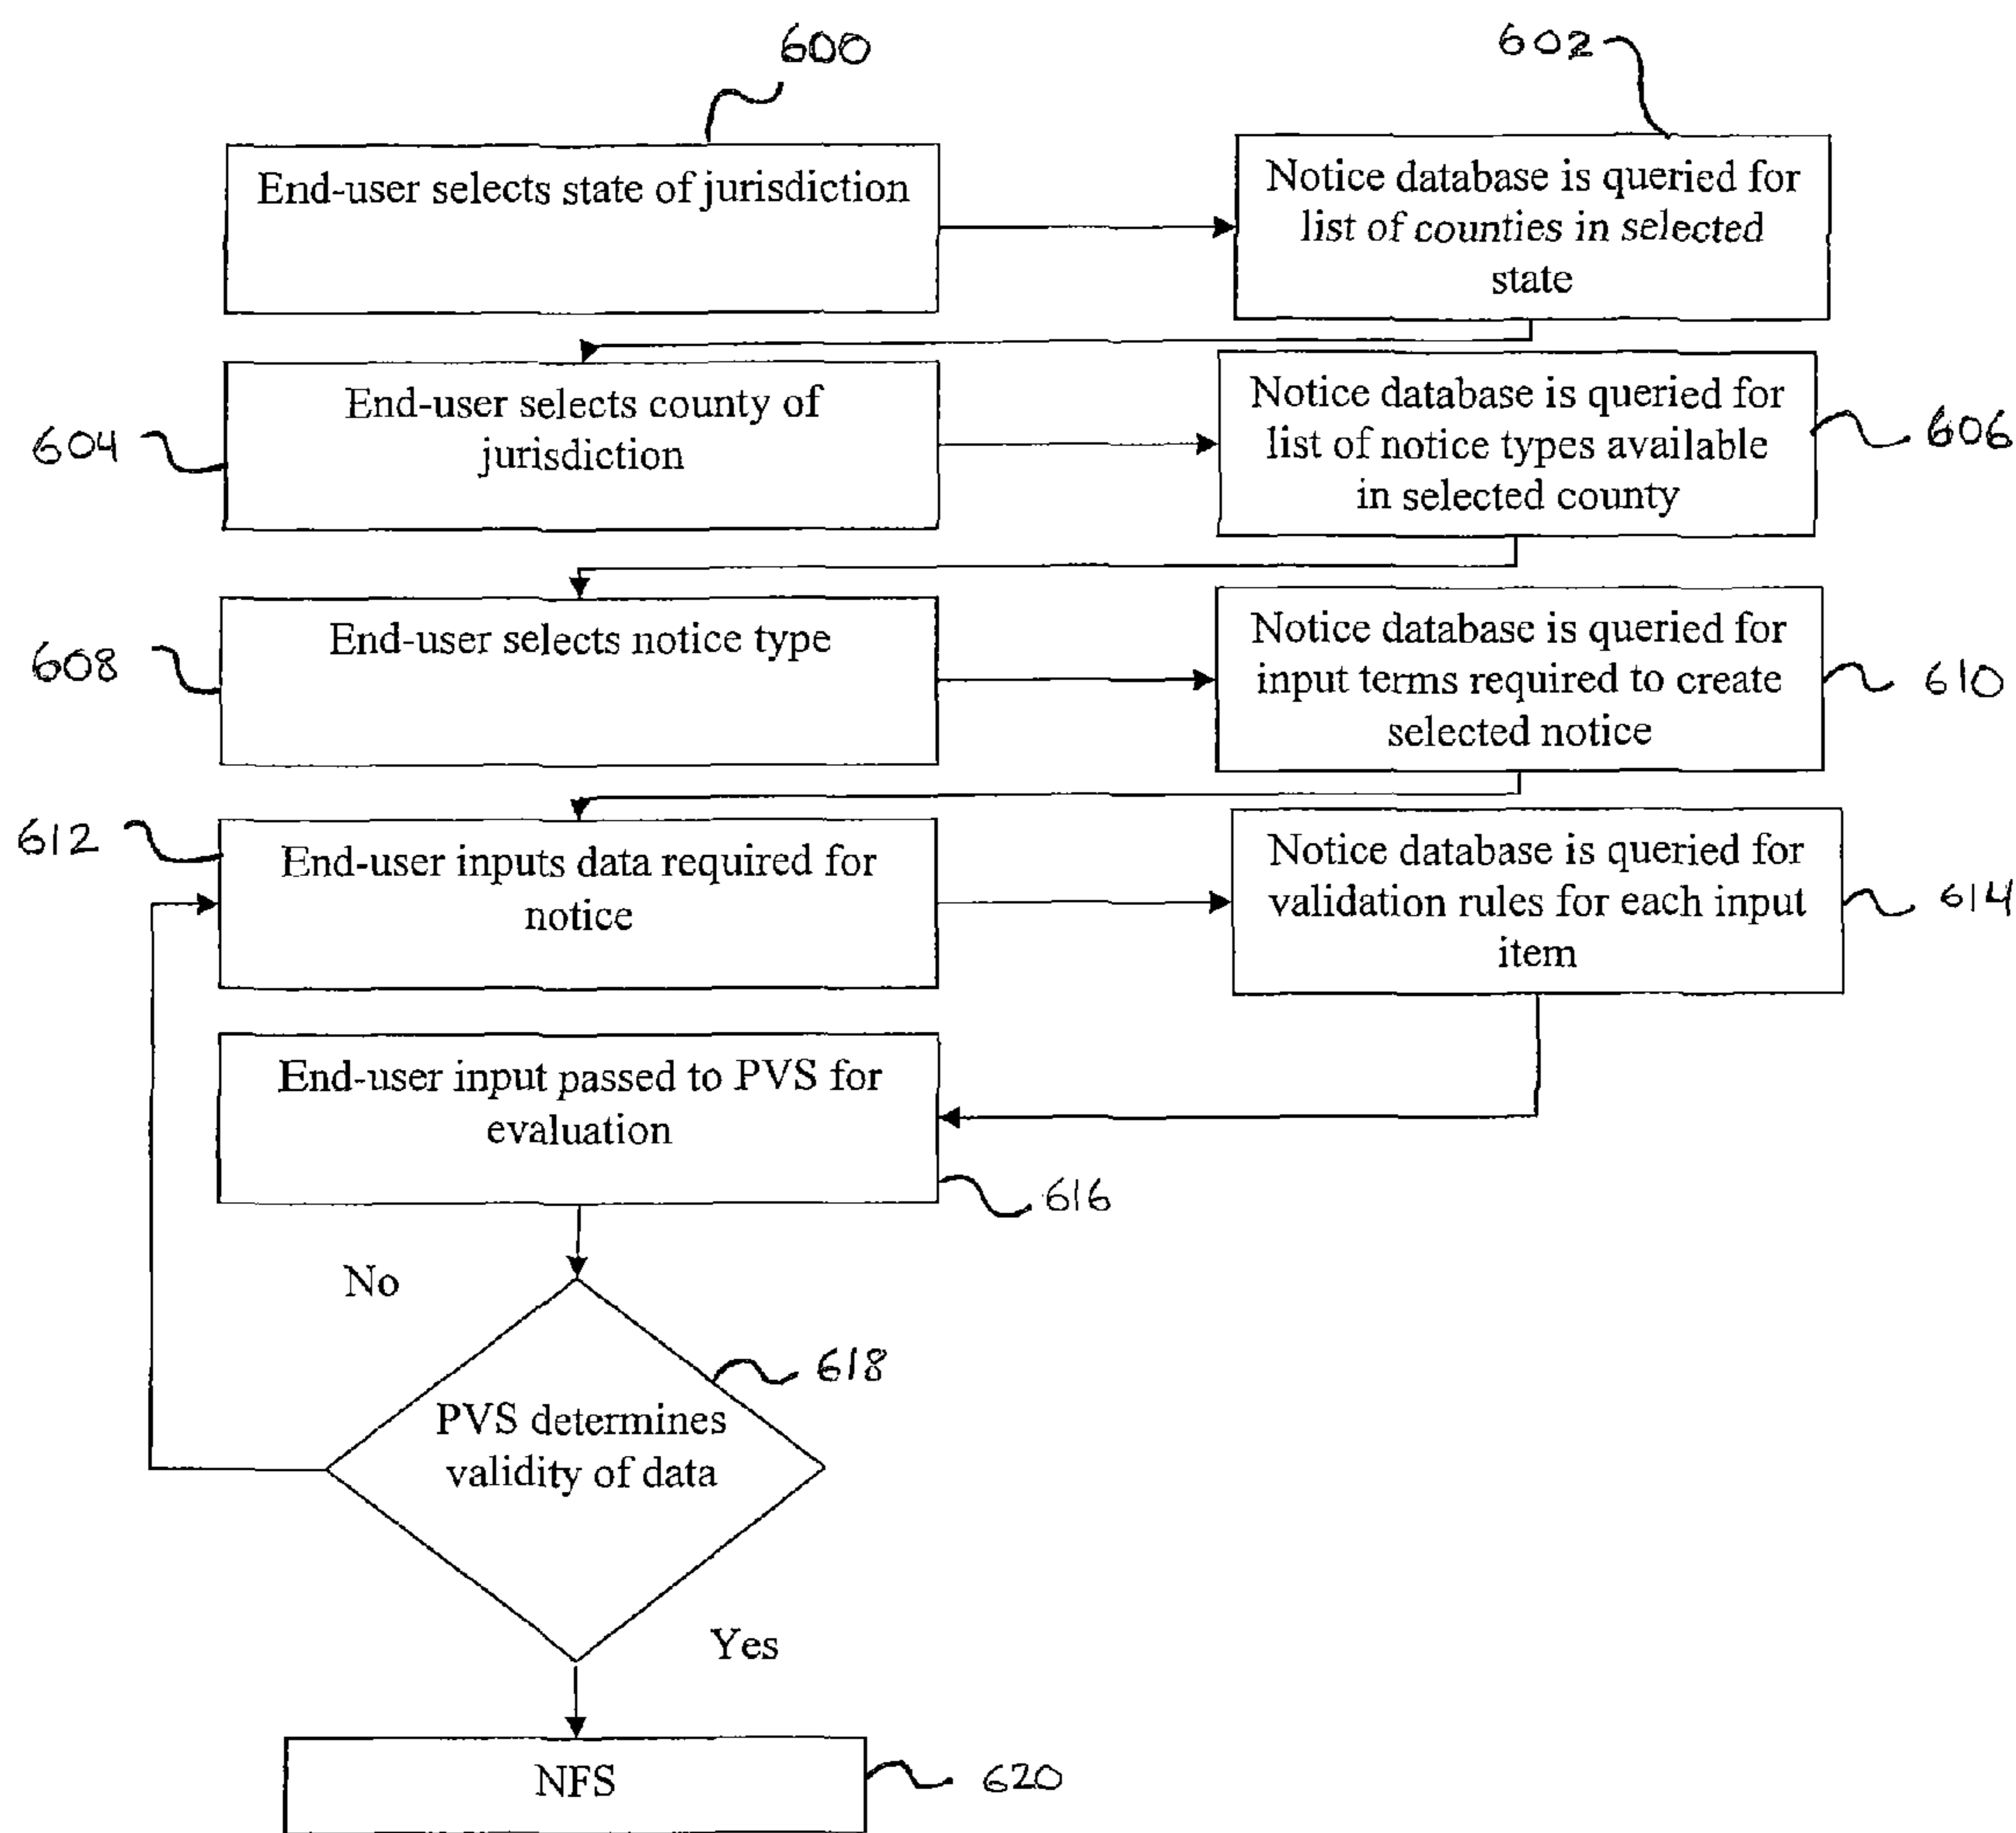 600
602
End-user selects state of jurisdiction
Notice database is queried for
list of counties in selected
state
604
End-user selects county of
jurisdiction
Notice database is queried for
list of notice types available
in selected county
606
608
End-user selects notice type
Notice database is queried for
input terms required to create
selected notice
610
612
End-user inputs data required for
notice
Notice database is queried for
validation rules for each input
item
614
End-user input passed to PVS for
evaluation
616
No
618
PVS determines
validity of data
Yes
NFS
620